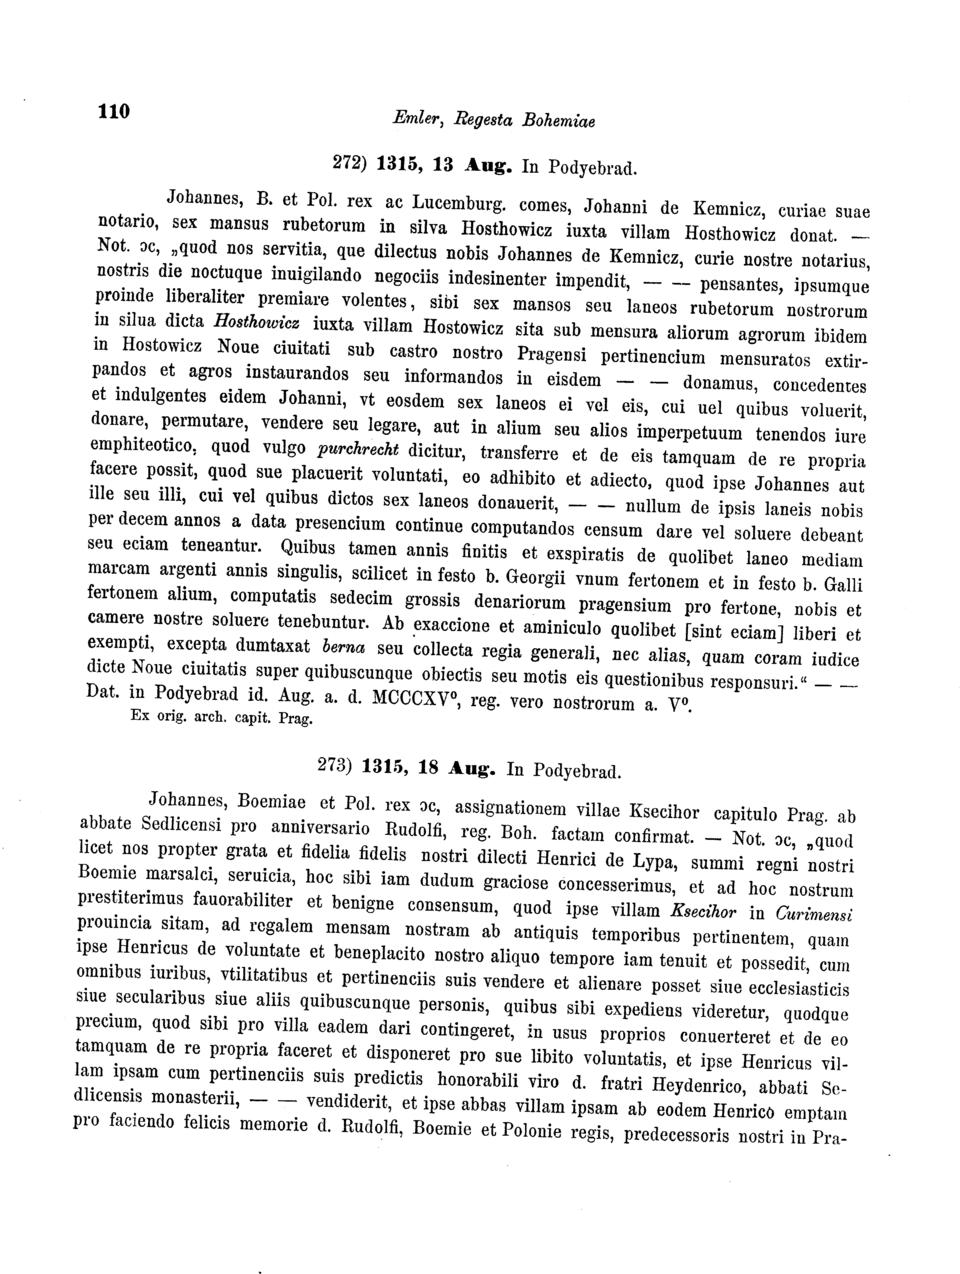 110
Emler, Regesta Bohemiae
272) 1315, 13 Aug. In Podyebrad.
Johannes, B. et Pol. rex ac Lucemburg. comes, Johanni de Kemnicz, curiae suae
notario, sex mansus rubetorum in silva Hosthowicz iuxta villam Hosthowicz donat. —
Not. ɔc, „quod nos servitia, que dilectus nobis Johannes de Kemnicz, curie nostre notarius,
nostris die noctuque inuigilando negociis indesinenter impendit, — — pensantes, ipsumque
proinde liberaliter premiare volentes, sibi sex mansos seu laneos rubetorum nostrorum
in silua dicta Hosthowicz iuxta villam Hostowicz sita sub mensura aliorum agrorum ibidem
in Hostowicz Noue ciuitati sub castro nostro Pragensi pertinencium mensuratos extir-
pandos et agros instaurandos seu informandos in eisdem — — donamus, concedentes
et indulgentes eidem Johanni, vt eosdem sex laneos ei vel eis, cui uel quibus voluerit,
donare, permutare, vendere seu legare, aut in alium seu alios imperpetuum tenendos iure
emphiteotico, quod vulgo purchrecht dicitur, transferre et de eis tamquam de re propria
facere possit, quod sue placuerit voluntati, eo adhibito et adiecto, quod ipse Johannes aut
ille seu illi, cui vel quibus dictos sex laneos donauerit, — — nullum de ipsis laneis nobis
per decem annos a data presencium continue computandos censum dare vel soluere debeant
seu eciam teneantur. Quibus tamen annis finitis et exspiratis de quolibet laneo mediam
marcam argenti annis singulis, scilicet in festo b. Georgii vnum fertonem et in festo b. Galli
fertonem alium, computatis sedecim grossis denariorum pragensium pro fertone, nobis et
camere nostre soluere tenebuntur. Ab exaccione et aminiculo quolibet [sint eciam] liberi et
exempti, excepta dumtaxat berna seu collecta regia generali, nec alias, quam coram iudice
dicte Noue ciuitatis super quibuscunque obiectis seu motis eis questionibus responsuri.“ — —
Dat. in Podyebrad id. Aug. a. d. MCCCXVº, reg. vero nostrorum a. Vº.
Ex orig. arch. capit. Prag.
273) 1315, 18 Aug. In Podyebrad.
Johannes, Boemiae et Pol. rex ɔc, assignationem villae Ksecihor capitulo Prag. ab
abbate Sedlicensi pro anniversario Rudolfi, reg. Boh. factam confirmat. — Not. ɔc, „quod
licet nos propter grata et fidelia fidelis nostri dilecti Henrici de Lypa, summi regni nostri
Boemie marsalci, seruicia, hoc sibi iam dudum graciose concesserimus, et ad hoc nostrum
prestiterimus fauorabiliter et benigne consensum, quod ipse villam Ksecihor in Curimensi
prouincia sitam, ad regalem mensam nostram ab antiquis temporibus pertinentem, quam
ipse Henricus de voluntate et beneplacito nostro aliquo tempore iam tenuit et possedit, cum
omnibus iuribus, vtilitatibus et pertinenciis suis vendere et alienare posset siue ecclesiasticis
siue secularibus siue aliis quibuscunque personis, quibus sibi expediens videretur, quodque
precium, quod sibi pro villa eadem dari contingeret, in usus proprios conuerteret et de eo
tamquam de re propria faceret et disponeret pro sue libito voluntatis, et ipse Henricus vil-
lam ipsam cum pertinenciis suis predictis honorabili viro d. fratri Heydenrico, abbati Se-
dlicensis monasterii, — — vendiderit, et ipse abbas villam ipsam ab eodem Henrico emptam
pro faciendo felicis memorie d. Rudolfi, Boemie et Polonie regis, predecessoris nostri in Pra-